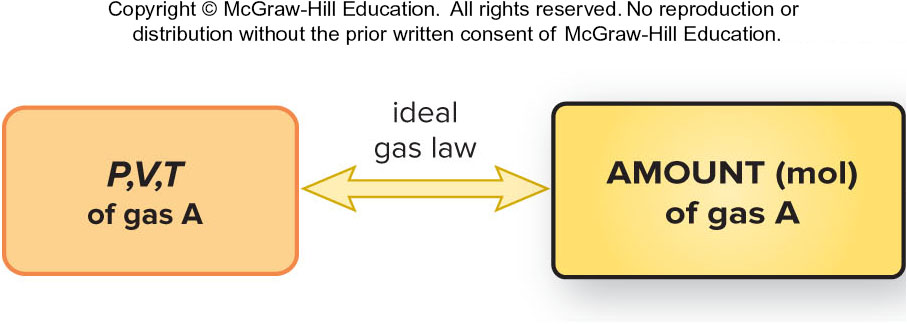 Copyright © McGraw-Hill Education. All rights reserved. No reproduction or
distribution without the prior written consent of McGraw-Hill Education.
ideal
gas law
P,V,T
of gas A
AMOUNT (mol)
of gas A